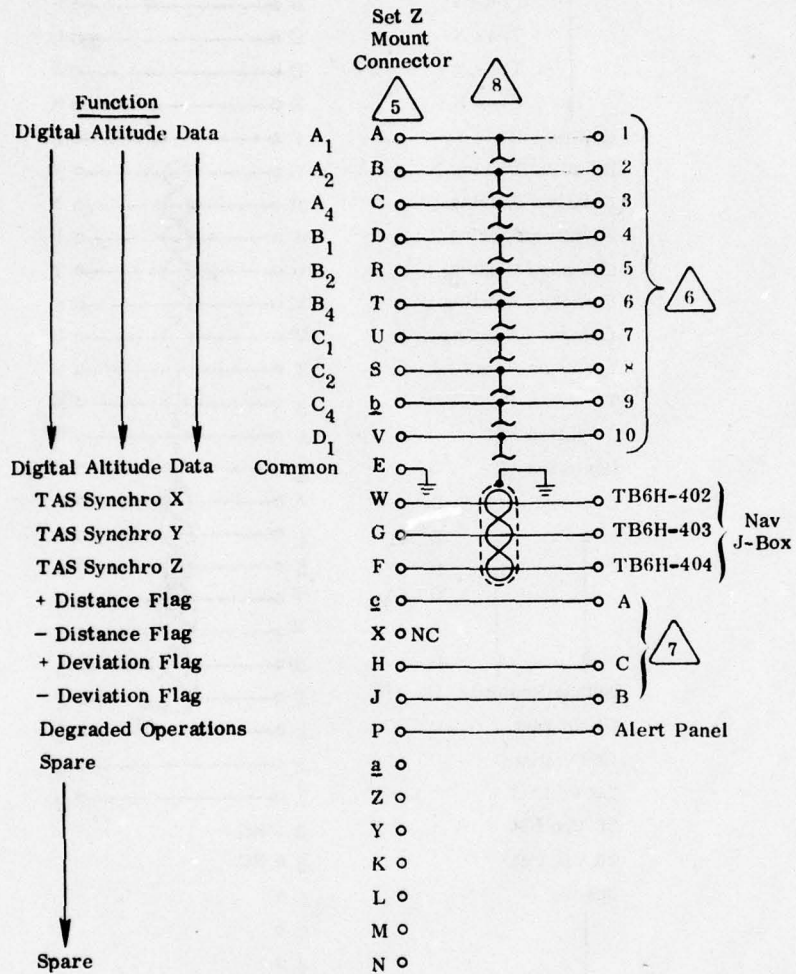 Set Z
Mount
Connector
5
8
Function
Digital Altitude Data A1 A 1
A2 B 2
A4 C 3
B1 D 4
B2 R 5
B4 T 6
6
C1 U 7
C2 S
C4 b 9
D1 V 10
Digital Altitude Data Common E
TAS Synchro X W TB6H-402
TAS Synchro Y G TB6H-403
Nav
J-Box
TAS Synchro Z F TB6H-404
+ Distance Flag c A
- Distance Flag X NC
7
+ Deviation Flag H C
- Deviation Flag J B
Degraded Operations P Alert Panel
Spare a
Z
Y
K
L
M
Spare N